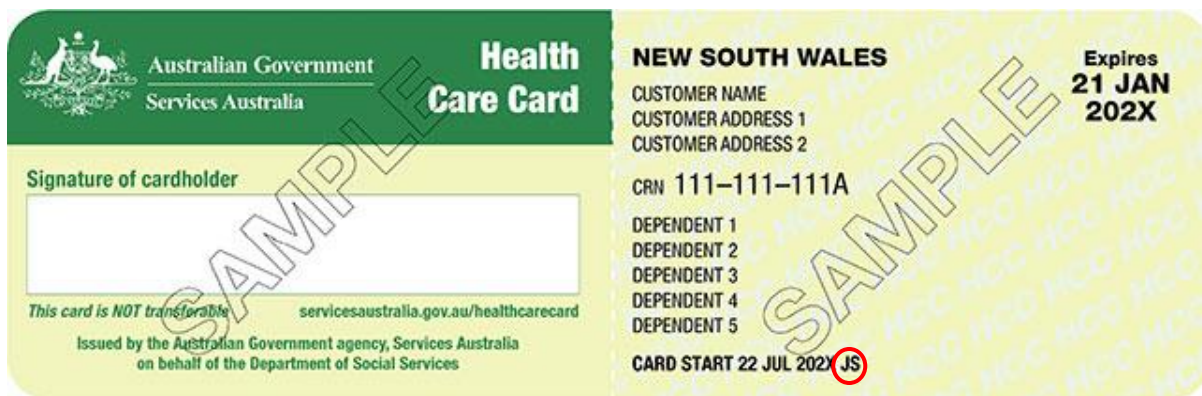 Australian Government
Services Australia
Health
Care Card
Signature of cardholder
This card is NOT transferable
servicesaustralia.gov.au/healthcarecard
Issued by the Australian Government agency, Services Australia
on behalf of the Department of Social Services
SAMPLE
NEW SOUTH WALES
CUSTOMER NAME
CUSTOMER ADDRESS 1
CUSTOMER ADDRESS 2
CRN 111–111–111A
DEPENDENT 1
DEPENDENT 2
DEPENDENT 3
DEPENDENT 4
DEPENDENT 5
CARD START 22 JUL 202X JS
Expires
21 JAN
202X
SAMPLE